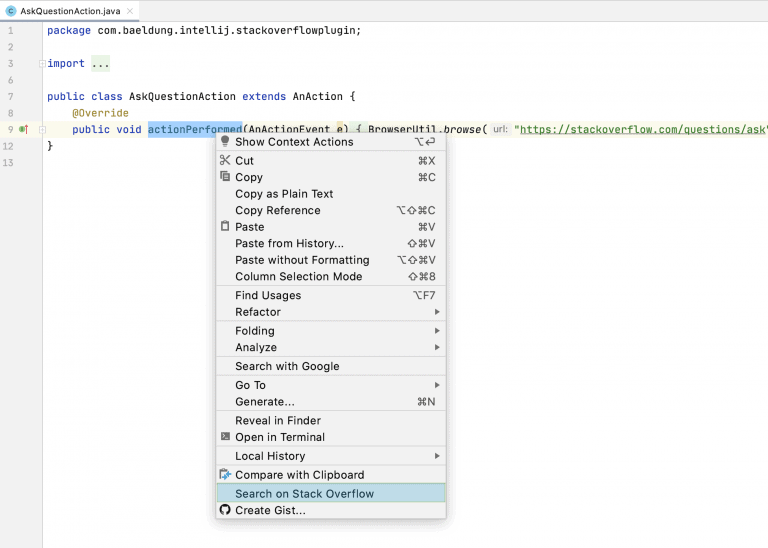 AskQuestionAction.java
1 package com.baeldung.intellij.stackoverflowplugin;
2
3 import ...
6
7 public class AskQuestionAction extends AnAction {
8 @Override
9 public void actionPerformed(AnActionEvent e) { BrowserUtil.browse( url: "https://stackoverflow.com/questions/ask"
12 }
13
Show Context Actions ⌥↩
Cut ⌘X
Copy ⌘C
Copy as Plain Text
Copy Reference ⌥⇧⌘C
Paste ⌘V
Paste from History... ⇧⌘V
Paste without Formatting ⌥⇧⌘V
Column Selection Mode ⇧⌘8
Find Usages ⌥F7
Refactor
Folding
Analyze
Search with Google
Go To
Generate... ⌘N
Reveal in Finder
Open in Terminal
Local History
Compare with Clipboard
Search on Stack Overflow
Create Gist...